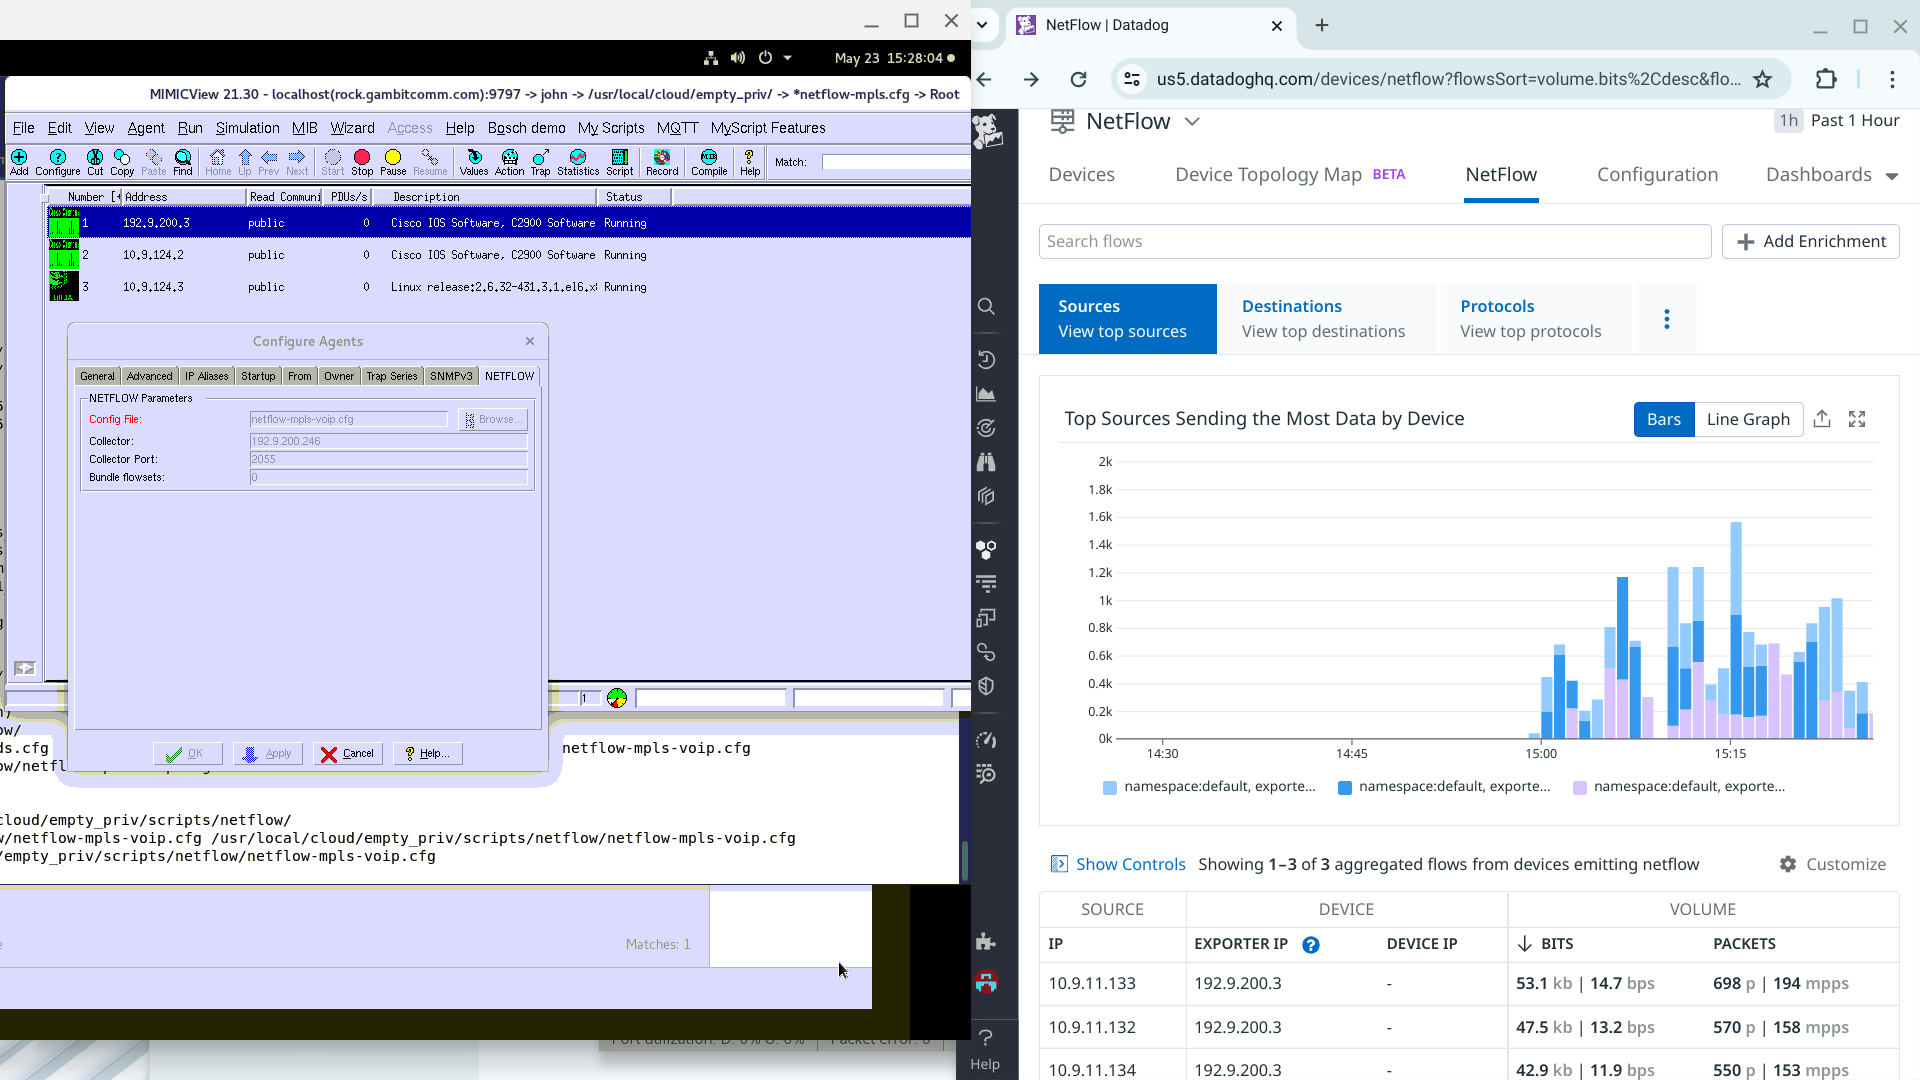 May 23 15:28:04
MIMICView 21.30 - localhost(rock.gambitcomm.com):9797 -> john -> /usr/local/cloud/empty_priv/ -> *netflow-mpls.cfg -> Root
File Edit View Agent Run Simulation MIB Wizard Access Help Bosch demo My Scripts MQTT MyScript Features
Add Configure Cut Copy Paste Find Home Up Prev Next Start Stop Pause Resume Values Action Trap Statistics Script Record Compile Help Match:
Number [+ Address Read Communi PDUs/s Description Status
1 192.9.200.3 public 0 Cisco IOS Software, C2900 Software Running
2 10.9.124.2 public 0 Cisco IOS Software, C2900 Software Running
3 10.9.124.3 public 0 Linux release:2.6.32-431.3.1.el6.x Running
Configure Agents
General Advanced IP Aliases Startup From Owner Trap Series SNMPv3 NETFLOW
NETFLOW Parameters
Config File: netflow-mpls-voip.cfg Browse...
Collector: 192.9.200.246
Collector Port: 2055
Bundle flowsets: 0
1
OK Apply Cancel Help...
ow/
ds.cfg netflow-mpls-voip.cfg
ow/netfl
cloud/empty_priv/scripts/netflow/
w/netflow-mpls-voip.cfg /usr/local/cloud/empty_priv/scripts/netflow/netflow-mpls-voip.cfg
/empty_priv/scripts/netflow/netflow-mpls-voip.cfg
Matches: 1
NetFlow | Datadog
us5.datadoghq.com/devices/netflow?flowsSort=volume.bits%2Cdesc&flo...
NetFlow
1h Past 1 Hour
Devices Device Topology Map BETA NetFlow Configuration Dashboards
Search flows
Add Enrichment
Sources
View top sources
Destinations
View top destinations
Protocols
View top protocols
Top Sources Sending the Most Data by Device
Bars Line Graph
2k
1.8k
1.6k
1.4k
1.2k
1k
0.8k
0.6k
0.4k
0.2k
0k
14:30 14:45 15:00 15:15
namespace:default, exporte... namespace:default, exporte... namespace:default, exporte...
Show Controls Showing 1–3 of 3 aggregated flows from devices emitting netflow Customize
SOURCE DEVICE VOLUME
IP EXPORTER IP ? DEVICE IP BITS PACKETS
10.9.11.133 192.9.200.3 - 53.1 kb | 14.7 bps 698 p | 194 mpps
10.9.11.132 192.9.200.3 - 47.5 kb | 13.2 bps 570 p | 158 mpps
10.9.11.134 192.9.200.3 - 42.9 kb | 11.9 bps 550 p | 153 mpps
Help